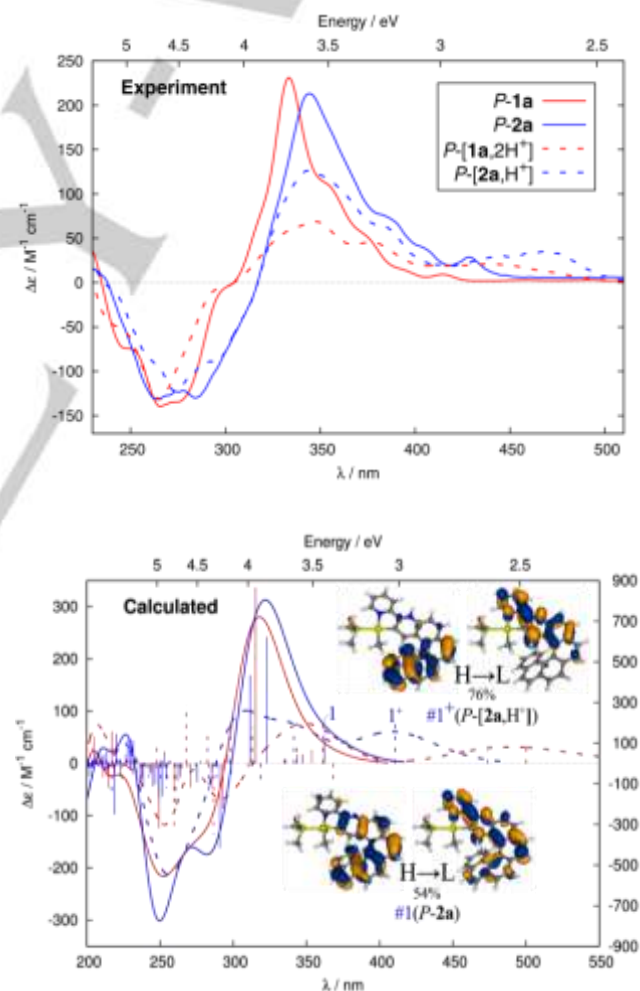 Energy / eV
5 4.5 4 3.5 3 2.5
250
200
150
100
50
0
-50
-100
-150
Δε / M⁻¹ cm⁻¹
Experiment
P-1a
P-2a
P-[1a,2H⁺]
P-[2a,H⁺]
250 300 350 400 450 500
λ / nm
Energy / eV
5 4.5 4 3.5 3 2.5
300
200
100
0
-100
-200
-300
Δε / M⁻¹ cm⁻¹
Calculated
900
700
500
300
100
-100
-300
-500
-700
-900
H→L
76%
#1⁺(P-[2a,H⁺])
1 1⁺
H→L
54%
#1(P-2a)
200 250 300 350 400 450 500 550
λ / nm